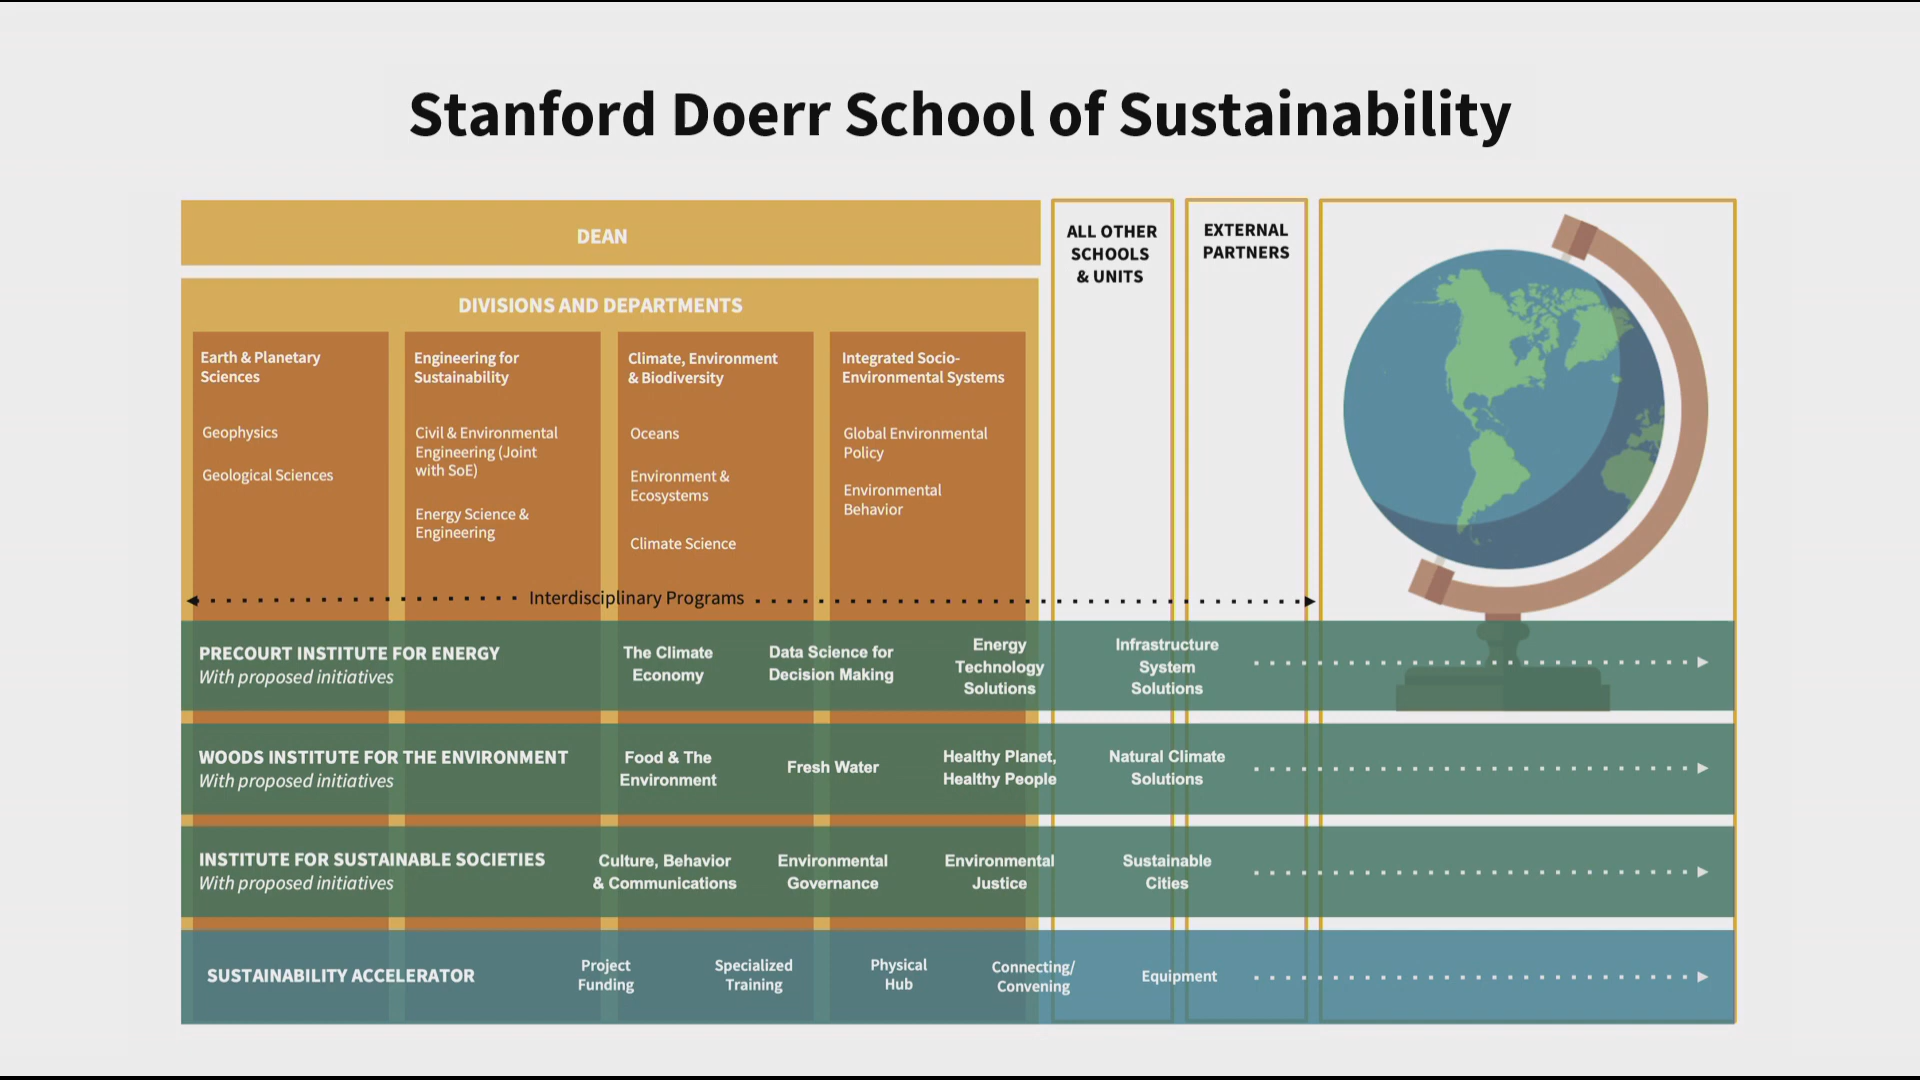 Stanford Doerr School of Sustainability
DEAN
ALL OTHER
SCHOOLS
& UNITS
EXTERNAL
PARTNERS
DIVISIONS AND DEPARTMENTS
Earth & Planetary
Sciences
Geophysics
Geological Sciences
Engineering for
Sustainability
Civil & Environmental
Engineering (Joint
with SoE)
Energy Science &
Engineering
Climate, Environment
& Biodiversity
Oceans
Environment &
Ecosystems
Climate Science
Integrated Socio-
Environmental Systems
Global Environmental
Policy
Environmental
Behavior
Interdisciplinary Programs
PRECOURT INSTITUTE FOR ENERGY
With proposed initiatives
The Climate
Economy
Data Science for
Decision Making
Energy
Technology
Solutions
Infrastructure
System
Solutions
WOODS INSTITUTE FOR THE ENVIRONMENT
With proposed initiatives
Food & The
Environment
Fresh Water
Healthy Planet,
Healthy People
Natural Climate
Solutions
INSTITUTE FOR SUSTAINABLE SOCIETIES
With proposed initiatives
Culture, Behavior
& Communications
Environmental
Governance
Environmental
Justice
Sustainable
Cities
SUSTAINABILITY ACCELERATOR
Project
Funding
Specialized
Training
Physical
Hub
Connecting/
Convening
Equipment